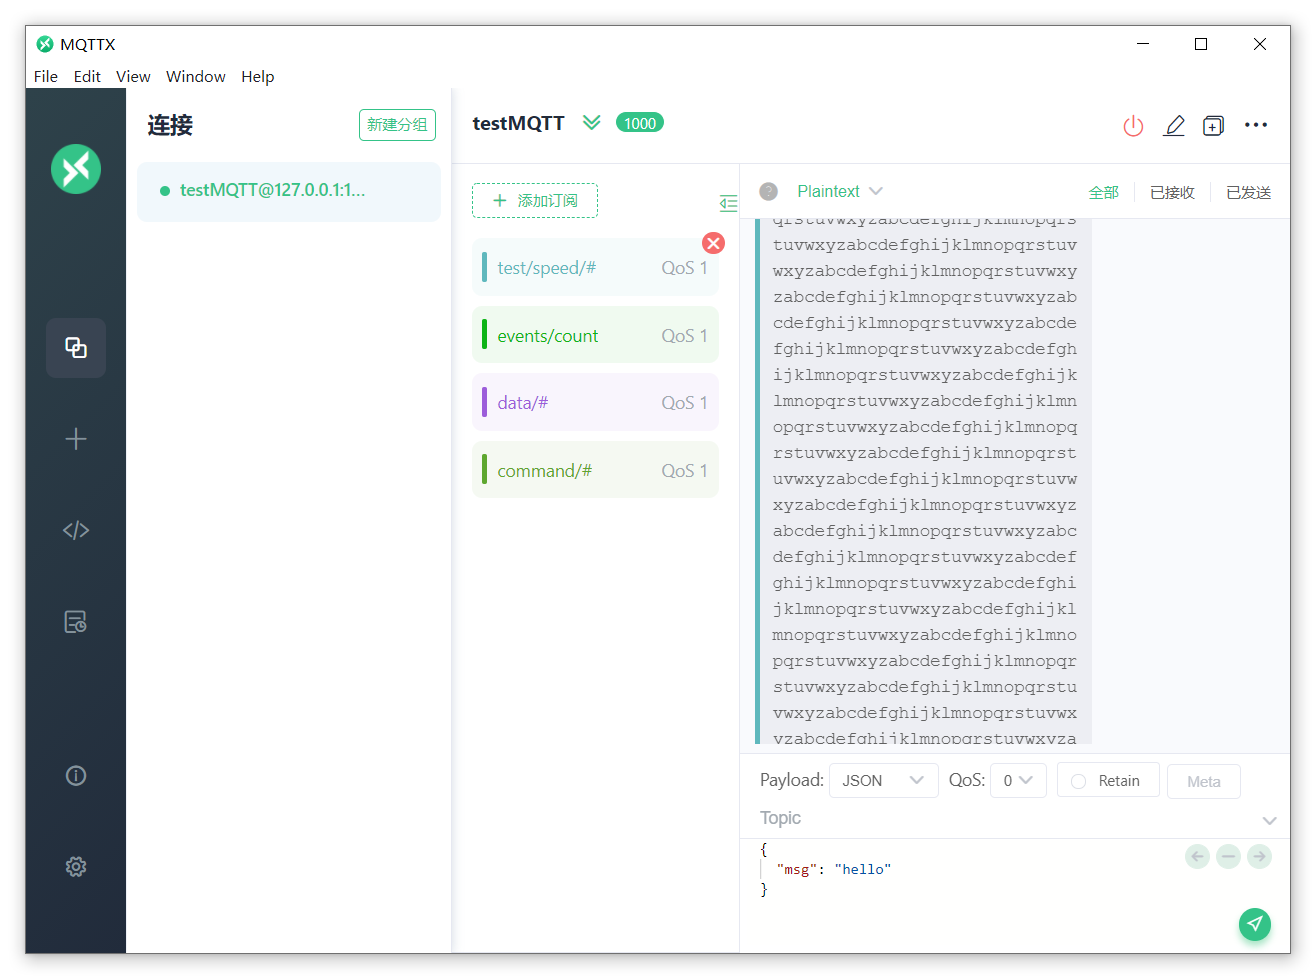 MQTTX
File Edit View Window Help
连接
新建分组
testMQTT@127.0.0.1:1...
testMQTT
1000
添加订阅
test/speed/# QoS 1
events/count QoS 1
data/# QoS 1
command/# QoS 1
Plaintext
全部
已接收
已发送
qrstuvwxyzabcdefghijklmnopqrs
tuvwxyzabcdefghijklmnopqrstuv
wxyzabcdefghijklmnopqrstuvwxy
zabcdefghijklmnopqrstuvwxyzab
cdefghijklmnopqrstuvwxyzabcde
fghijklmnopqrstuvwxyzabcdefgh
ijklmnopqrstuvwxyzabcdefghijk
lmnopqrstuvwxyzabcdefghijklmn
opqrstuvwxyzabcdefghijklmnopq
rstuvwxyzabcdefghijklmnopqrst
uvwxyzabcdefghijklmnopqrstuvw
xyzabcdefghijklmnopqrstuvwxyz
abcdefghijklmnopqrstuvwxyzabc
defghijklmnopqrstuvwxyzabcdef
ghijklmnopqrstuvwxyzabcdefghi
jklmnopqrstuvwxyzabcdefghijkl
mnopqrstuvwxyzabcdefghijklmno
pqrstuvwxyzabcdefghijklmnopqr
stuvwxyzabcdefghijklmnopqrstu
vwxyzabcdefghijklmnopqrstuvwx
yzabcdefghijklmnopqrstuvwxyza
Payload: JSON QoS: 0 Retain Meta
Topic
{
"msg": "hello"
}